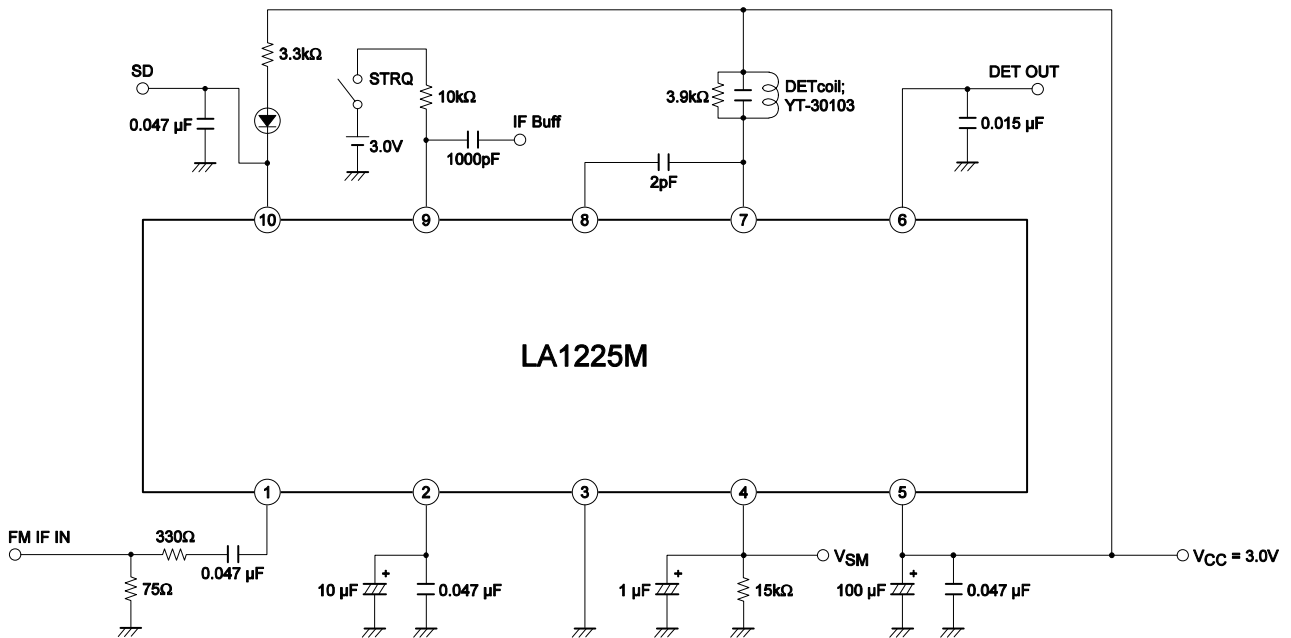 3.3kΩ
SD
0.047 µF
STRQ
10kΩ
3.0V
1000pF
IF Buff
3.9kΩ
DETcoil;
YT-30103
2pF
DET OUT
0.015 µF
10
9
8
7
6
LA1225M
1
2
3
4
5
FM IF IN
330Ω
0.047 µF
75Ω
10 µF
+
0.047 µF
1 µF
+
15kΩ
VSM
100 µF
+
0.047 µF
VCC = 3.0V